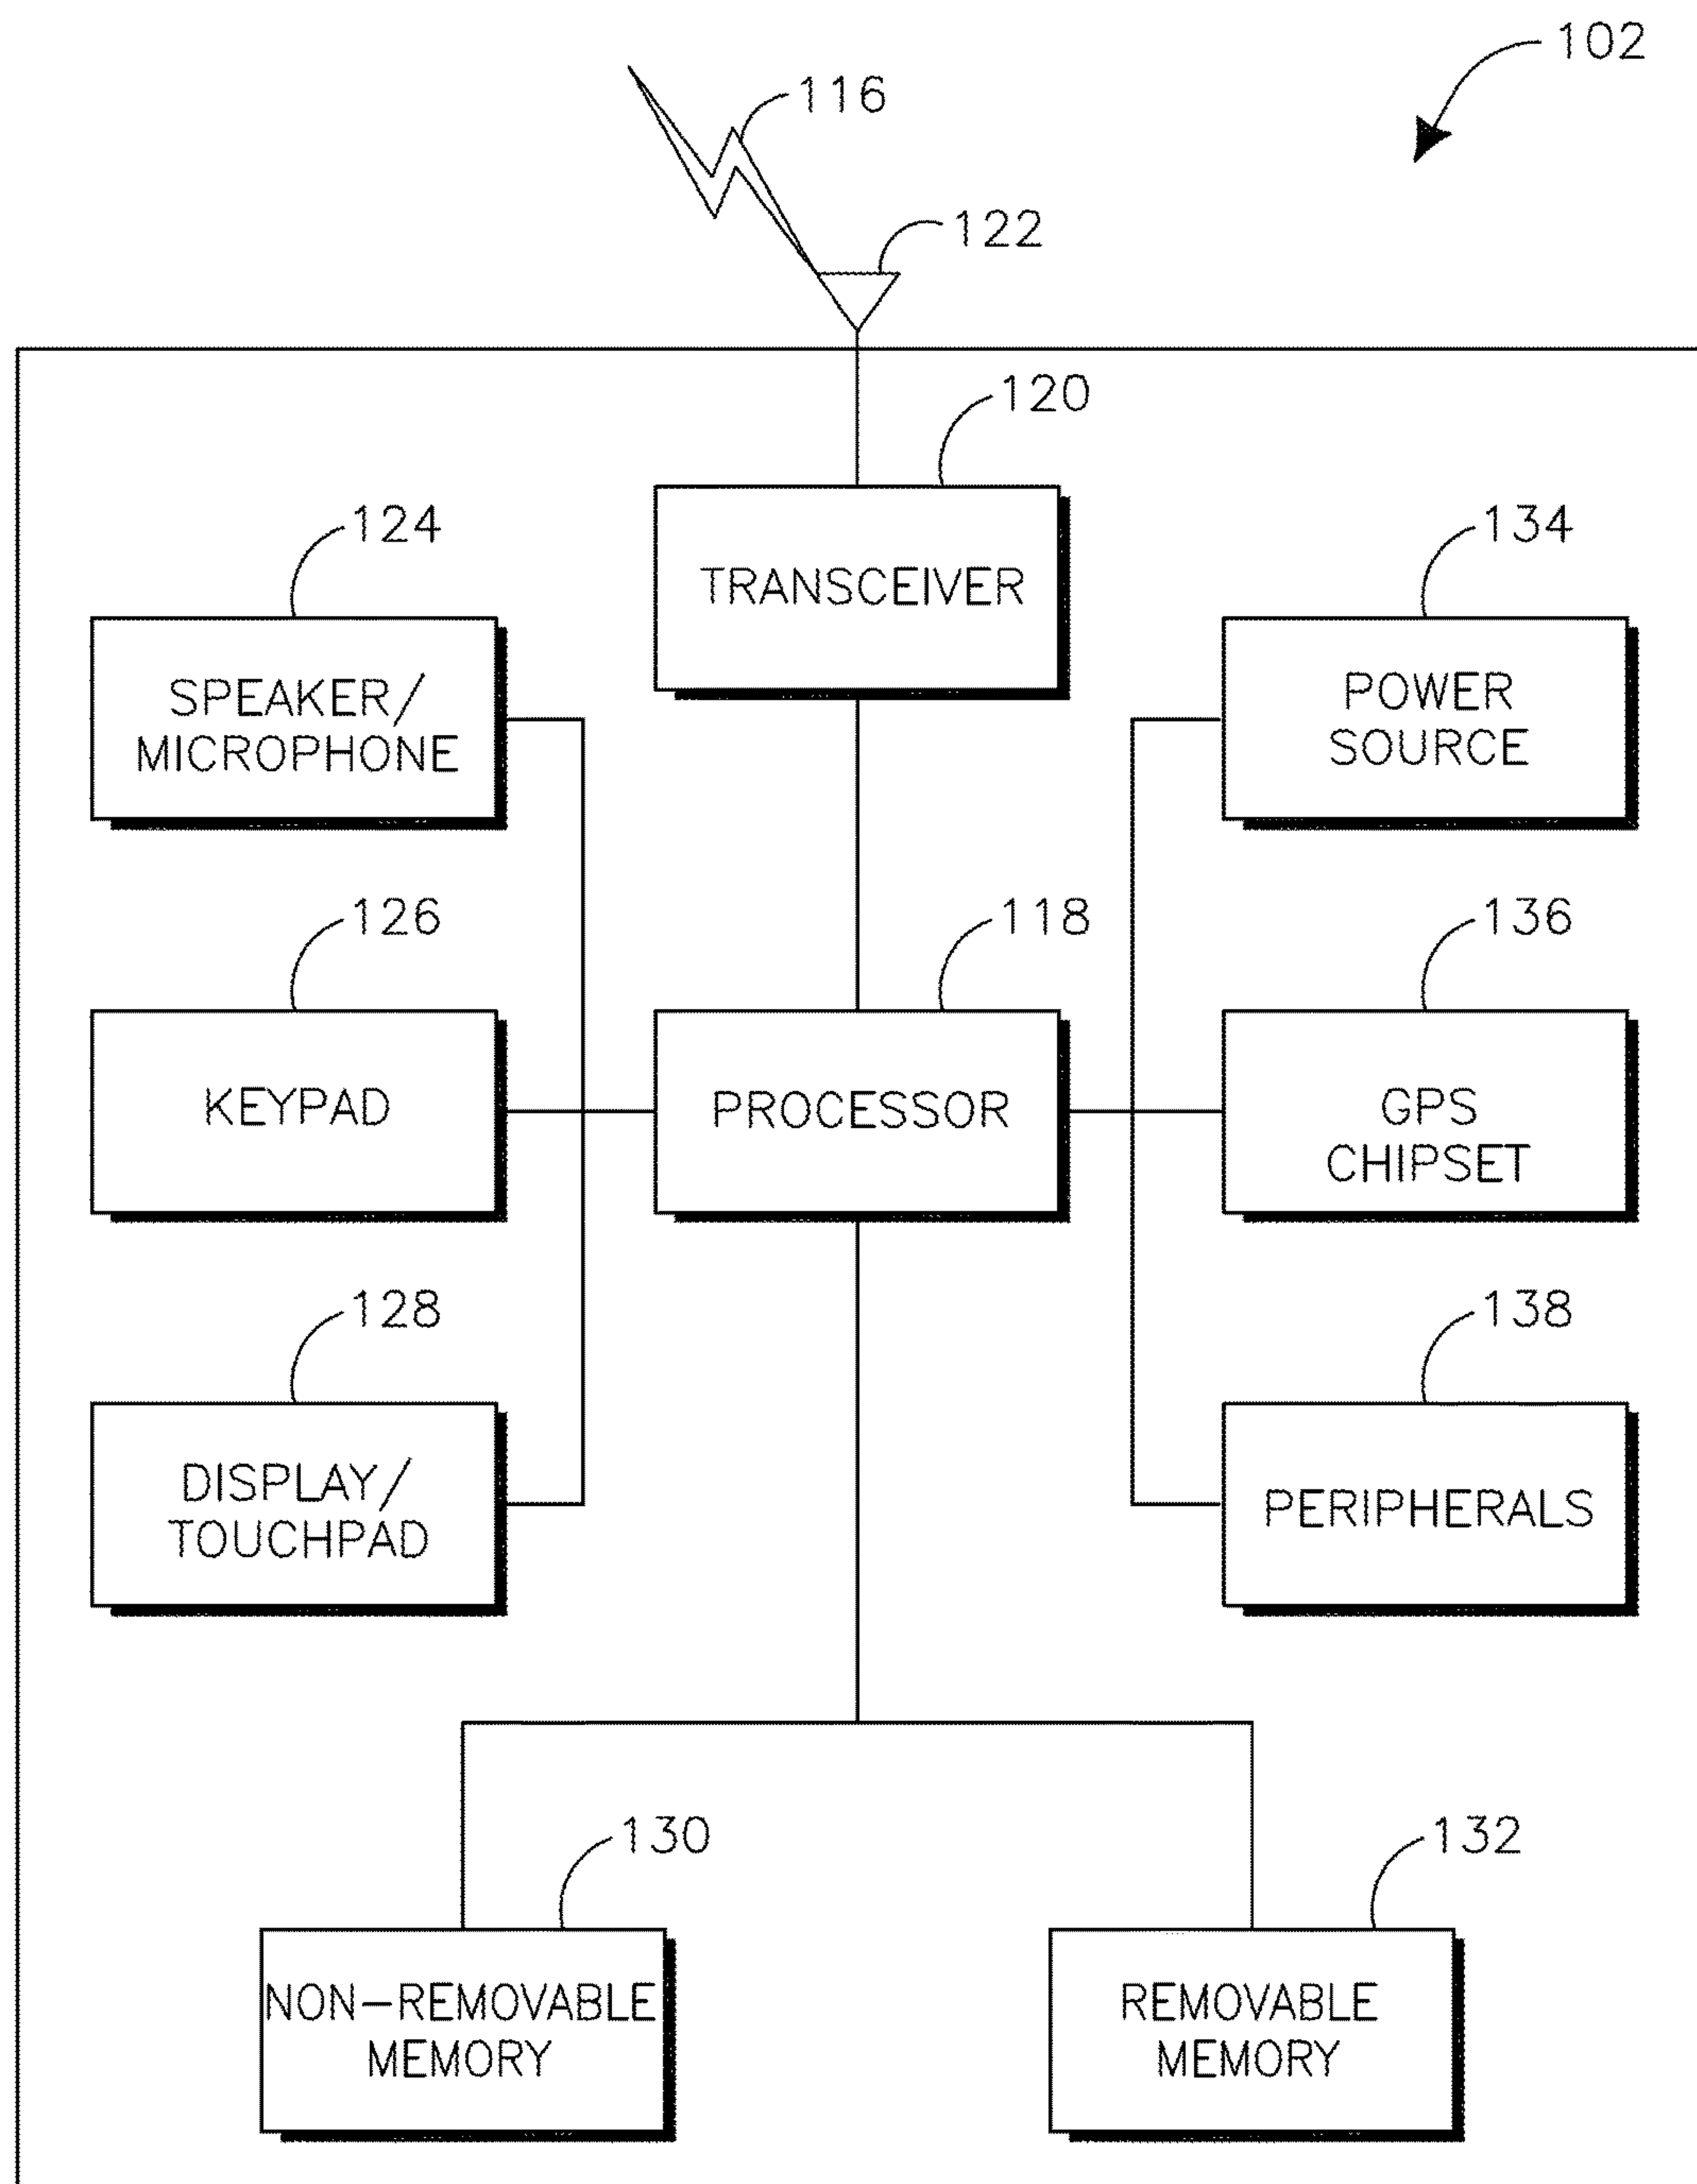 102
116
122
120
TRANSCEIVER
124
SPEAKER/
MICROPHONE
134
POWER
SOURCE
126
KEYPAD
118
PROCESSOR
136
GPS
CHIPSET
128
DISPLAY/
TOUCHPAD
138
PERIPHERALS
130
NON-REMOVABLE
MEMORY
132
REMOVABLE
MEMORY